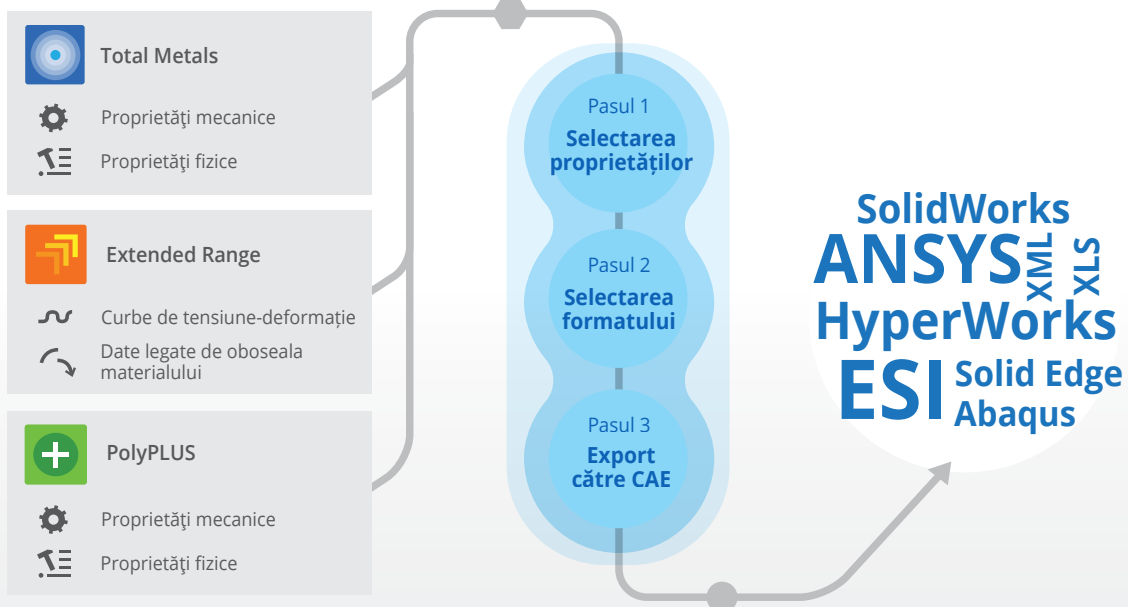 Total Metals
Proprietăţi mecanice
Proprietăţi fizice
Extended Range
Curbe de tensiune-deformație
Date legate de oboseala
materialului
PolyPLUS
Proprietăţi mecanice
Proprietăţi fizice
Pasul 1
Selectarea
proprietăților
Pasul 2
Selectarea
formatului
Pasul 3
Export
către CAE
SolidWorks
ANSYS
XML
XLS
HyperWorks
ESI
Solid Edge
Abaqus